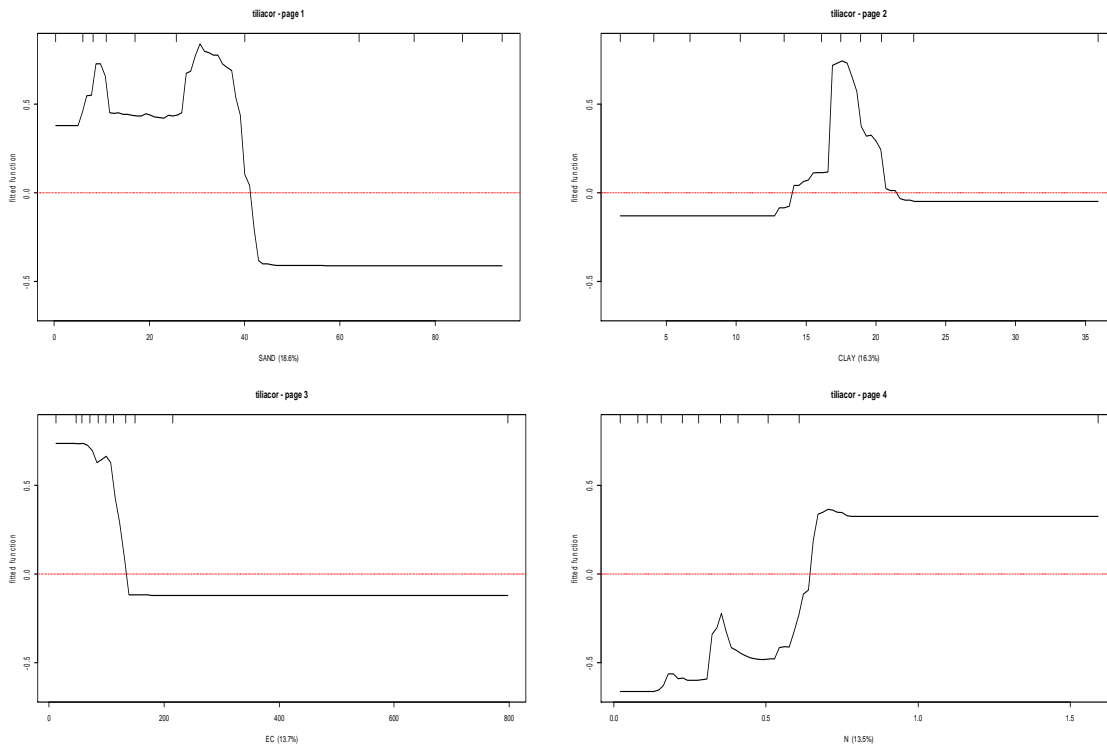 tiliacor - page 1
fitted function
0.5
0.0
-0.5
0 20 40 60 80
SAND (18.6%)
tiliacor - page 2
fitted function
0.5
0.0
-0.5
5 10 15 20 25 30 35
CLAY (16.3%)
tiliacor - page 3
fitted function
0.5
0.0
-0.5
0 200 400 600 800
EC (13.7%)
tiliacor - page 4
fitted function
0.5
0.0
-0.5
0.0 0.5 1.0 1.5
N (13.5%)